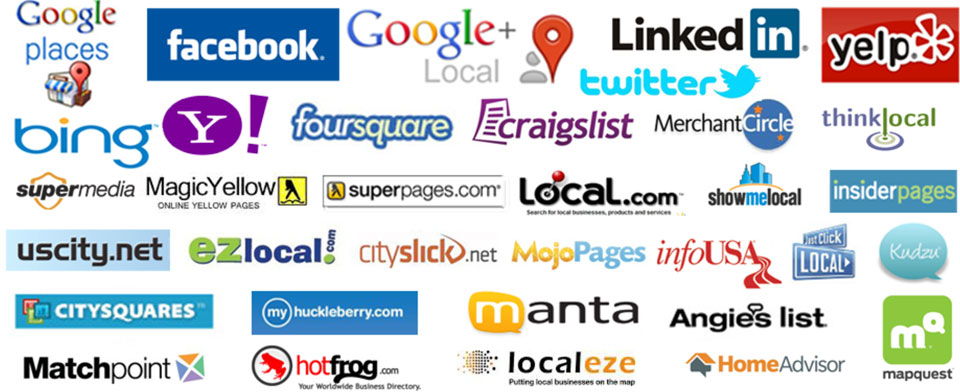 Google
places
facebook.
Google+
Local
Linked in
yelp
twitter
bing
Y!
foursquare
craigslist
MerchantCircle
thinklocal
supermedia
MagicYellow
ONLINE YELLOW PAGES
superpages.com
LOCAL.com
Search for local businesses, products and services
showmelocal
insiderpages
uscity.net
ezlocal.com
cityslick.net
MojoPages
infoUSA
Just Click
LOCAL
Kudzu
CITYSQUARES
myhuckleberry.com
manta
Angie's list
mQ
mapquest
Matchpoint
hotfrog.com
Your Worldwide Business Directory.
localeze
Putting local businesses on the map
HomeAdvisor